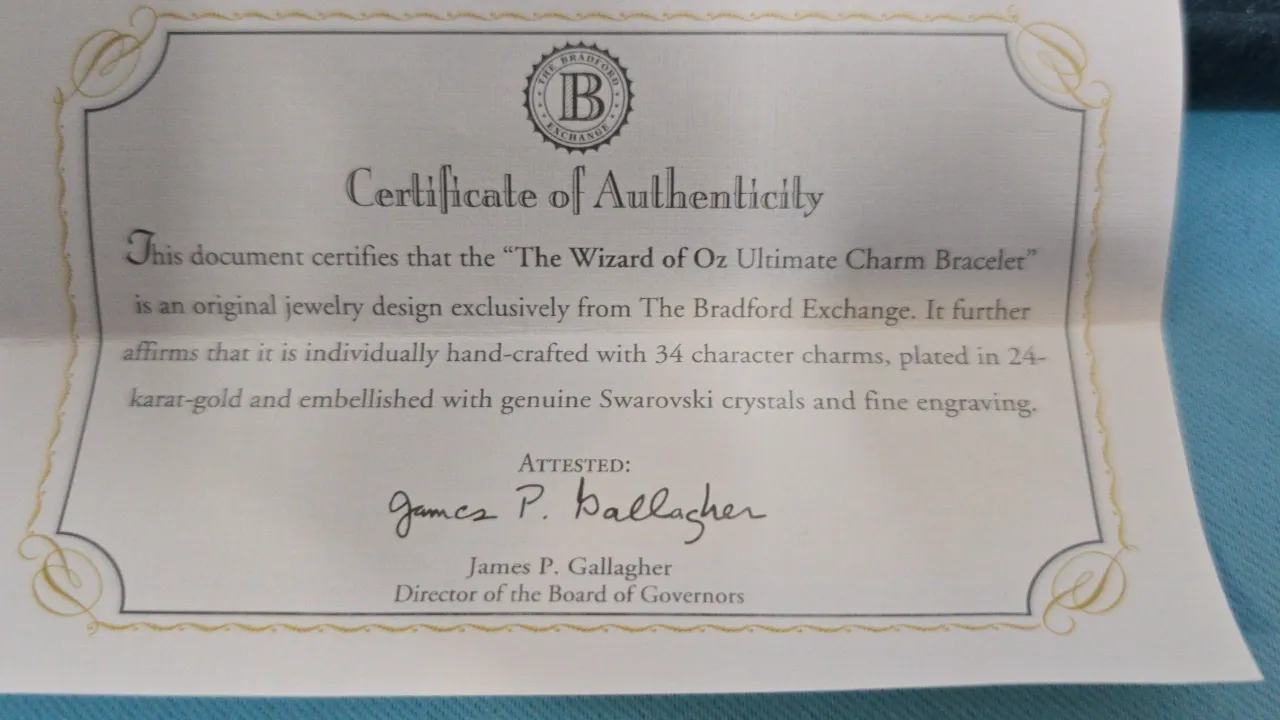 THE BRADFORD
B
EXCHANGE
Certificate of Authenticity
This document certifies that the “The Wizard of Oz Ultimate Charm Bracelet”
is an original jewelry design exclusively from The Bradford Exchange. It further
affirms that it is individually hand-crafted with 34 character charms, plated in 24-
karat-gold and embellished with genuine Swarovski crystals and fine engraving.
ATTESTED:
James P. Gallagher
James P. Gallagher
Director of the Board of Governors